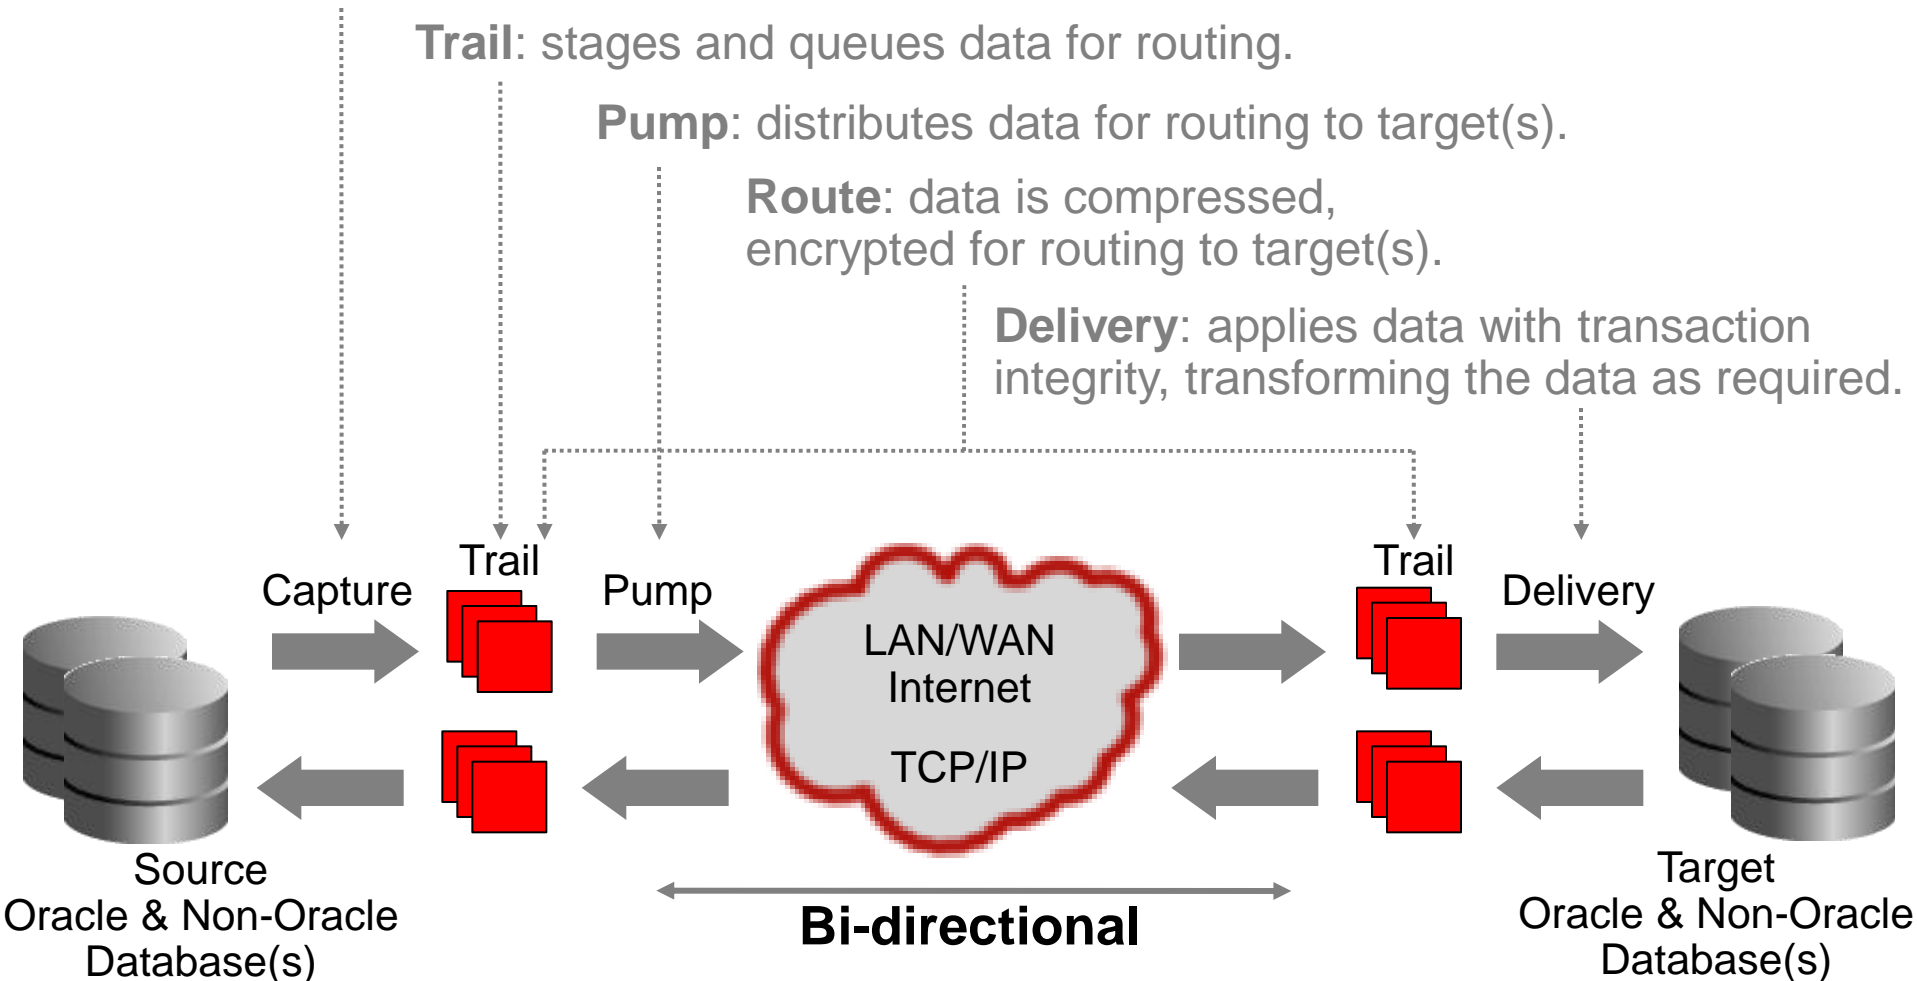 Trail: stages and queues data for routing.
Pump: distributes data for routing to target(s).
Route: data is compressed,
encrypted for routing to target(s).
Delivery: applies data with transaction
integrity, transforming the data as required.
Trail
Trail
Capture
Pump
Delivery
LAN/WAN
Internet
TCP/IP
Source
Oracle & Non-Oracle
Database(s)
Bi-directional
Target
Oracle & Non-Oracle
Database(s)